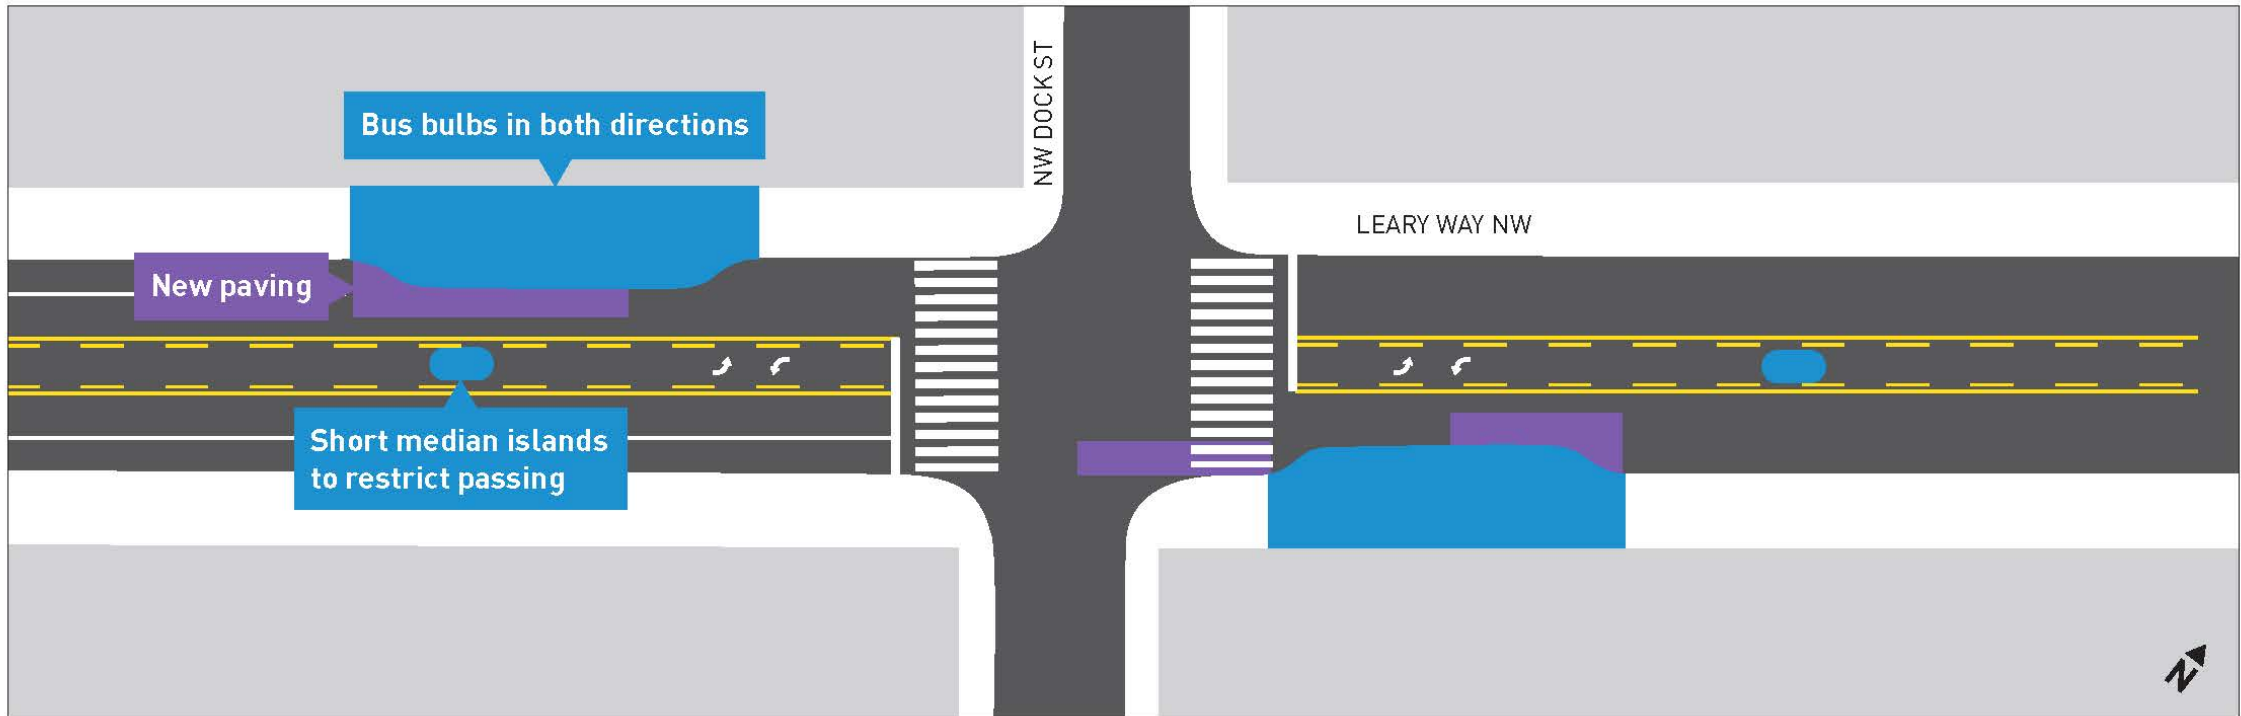 NW DOCK ST
Bus bulbs in both directions
LEARY WAY NW
New paving
Short median islands
to restrict passing
N